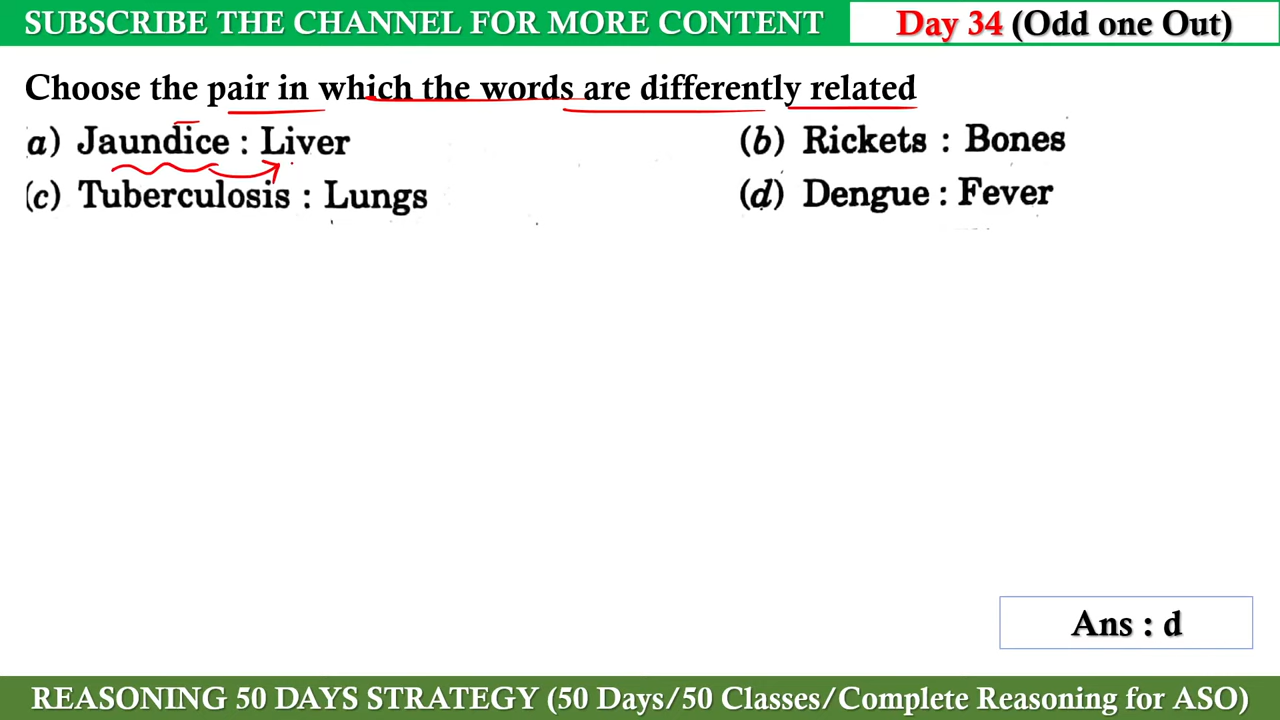 SUBSCRIBE THE CHANNEL FOR MORE CONTENT
Day 34 (Odd one Out)
Choose the pair in which the words are differently related
a) Jaundice : Liver
(b) Rickets : Bones
(c) Tuberculosis : Lungs
(d) Dengue : Fever
Ans : d
REASONING 50 DAYS STRATEGY (50 Days/50 Classes/Complete Reasoning for ASO)